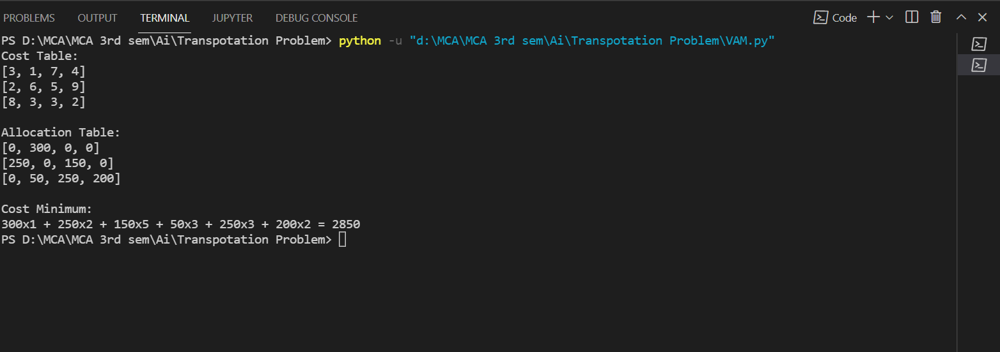 PROBLEMS OUTPUT TERMINAL JUPYTER DEBUG CONSOLE Code
PS D:\MCA\MCA 3rd sem\Ai\Transpotation Problem> python -u "d:\MCA\MCA 3rd sem\Ai\Transpotation Problem\VAM.py"
Cost Table:
[3, 1, 7, 4]
[2, 6, 5, 9]
[8, 3, 3, 2]
Allocation Table:
[0, 300, 0, 0]
[250, 0, 150, 0]
[0, 50, 250, 200]
Cost Minimum:
300x1 + 250x2 + 150x5 + 50x3 + 250x3 + 200x2 = 2850
PS D:\MCA\MCA 3rd sem\Ai\Transpotation Problem>